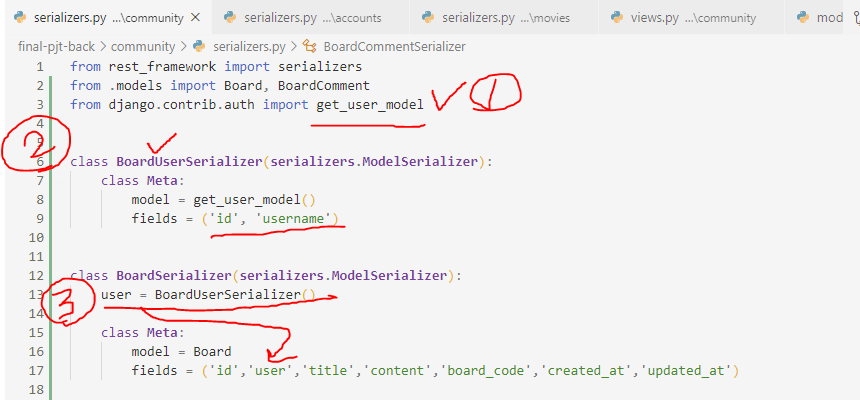 serializers.py ...\community × serializers.py ...\accounts serializers.py ...\movies views.py ...\community mod
final-pjt-back > community > serializers.py > BoardCommentSerializer
1 from rest_framework import serializers
2 from .models import Board, BoardComment
3 from django.contrib.auth import get_user_model ①
4
②
6 class BoardUserSerializer(serializers.ModelSerializer):
7 class Meta:
8 model = get_user_model()
9 fields = ('id', 'username')
10
11
12 class BoardSerializer(serializers.ModelSerializer):
③ 13 user = BoardUserSerializer()
14
15 class Meta:
16 model = Board
17 fields = ('id','user','title','content','board_code','created_at','updated_at')
18